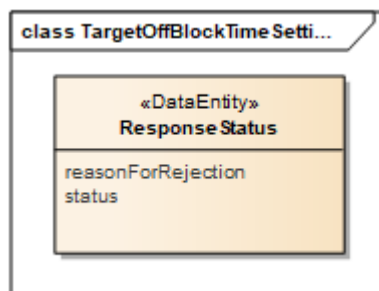 class TargetOffBlockTimeSetti...
«DataEntity»
ResponseStatus
reasonForRejection
status